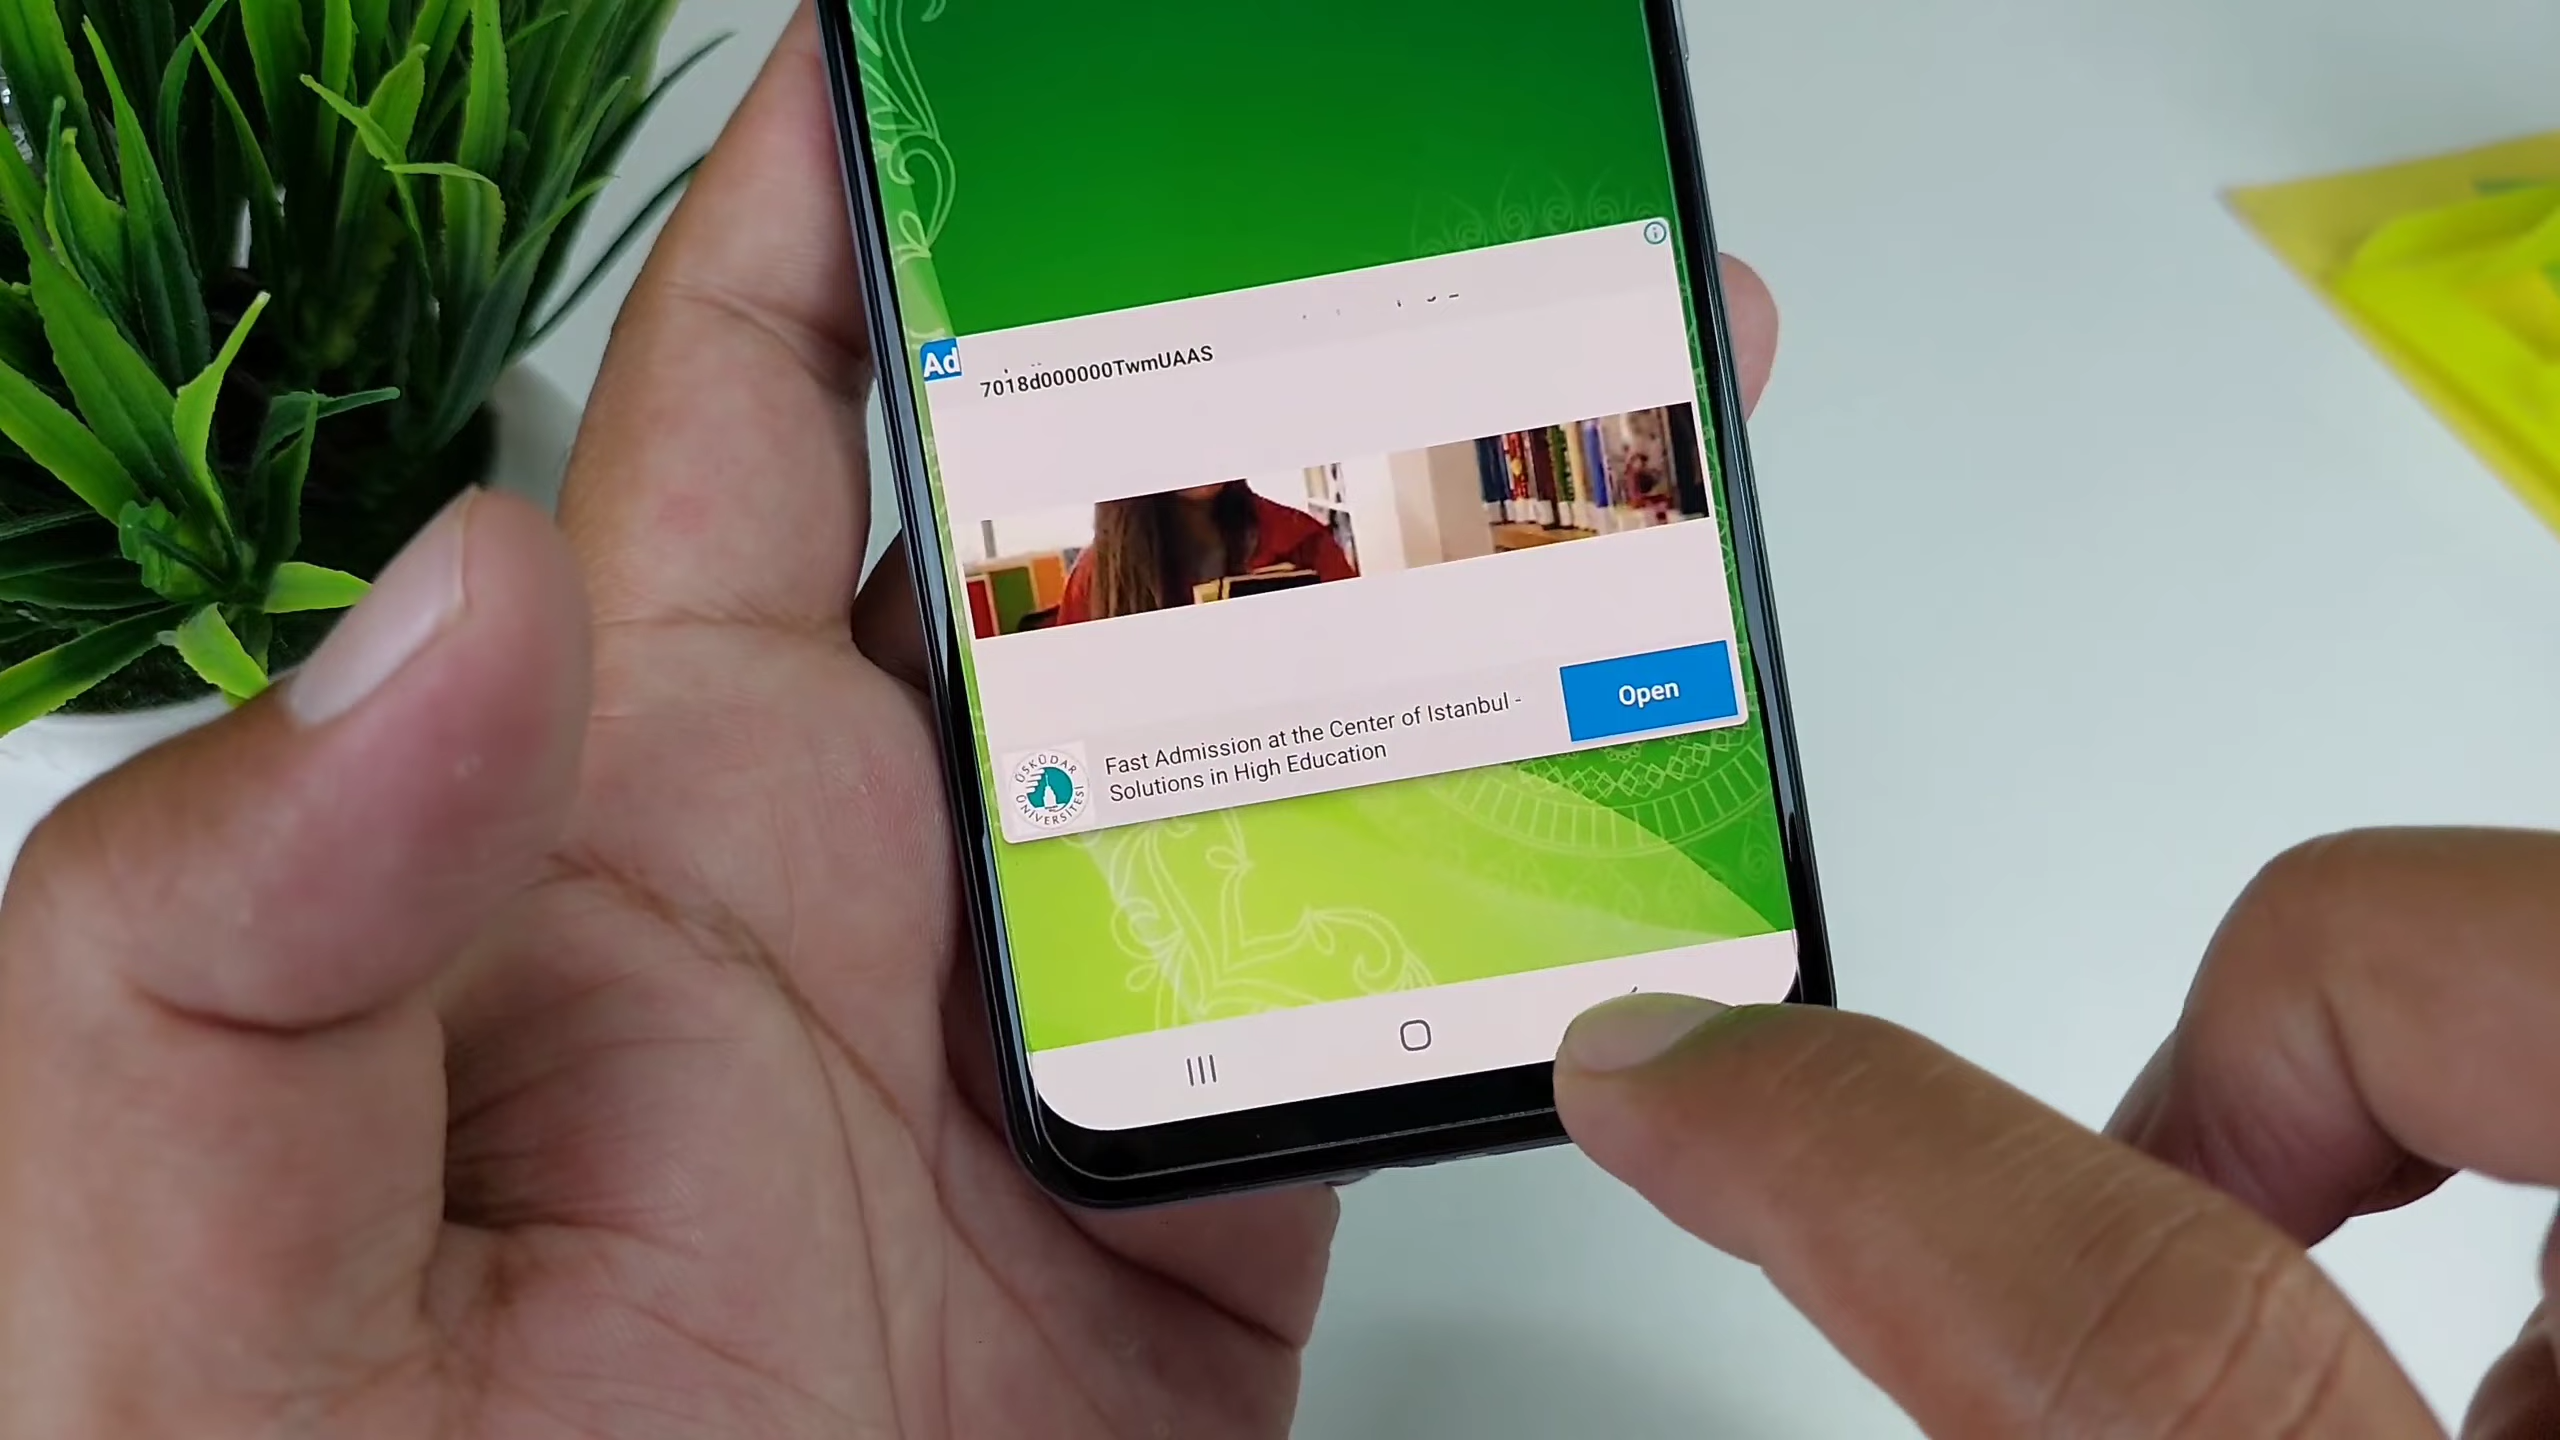 Ad
7018d000000TwmUAAS
Fast Admission at the Center of Istanbul -
Solutions in High Education
Open
ÜSKÜDAR
ÜNİVERSİTESİ